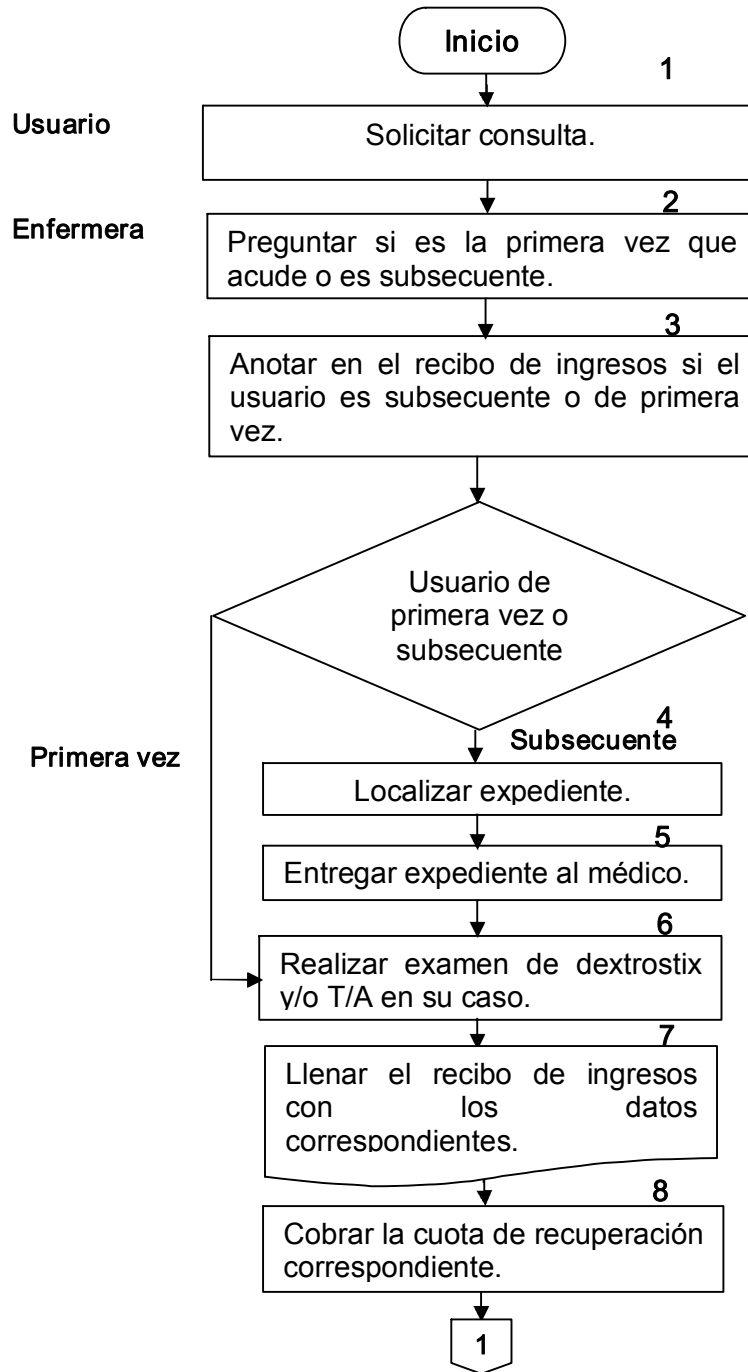 Inicio
1
Usuario
Solicitar consulta.
2
Enfermera
Preguntar si es la primera vez que
acude o es subsecuente.
3
Anotar en el recibo de ingresos si el
usuario es subsecuente o de primera
vez.
Usuario de
primera vez o
subsecuente
4
Subsecuente
Primera vez
Localizar expediente.
5
Entregar expediente al médico.
6
Realizar examen de dextrostix
y/o T/A en su caso.
7
Llenar el recibo de ingresos
con los datos
correspondientes.
8
Cobrar la cuota de recuperación
correspondiente.
1